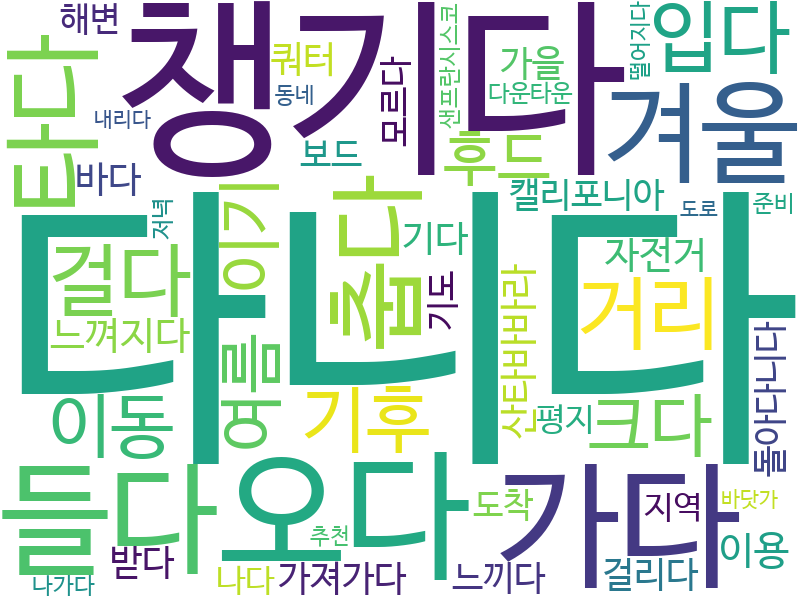 해변
챙기다
쿼터
동네
내리다
모르다
샌프란시스코
가을
다운타운
떨어지다
입다
타다
바다
보드
후드
겨울
캘리포니아
도로
준비
저녁
이기
춥다
기다
자전거
걸다
느껴지다
기도
거리
다니다
여름
산타바바라
돌아다니다
이동
기후
평지
크다
들다
오다
가다
도착
지역
바닷가
추천
받다
이용
나가다
나다
가져가다
느끼다
걸리다